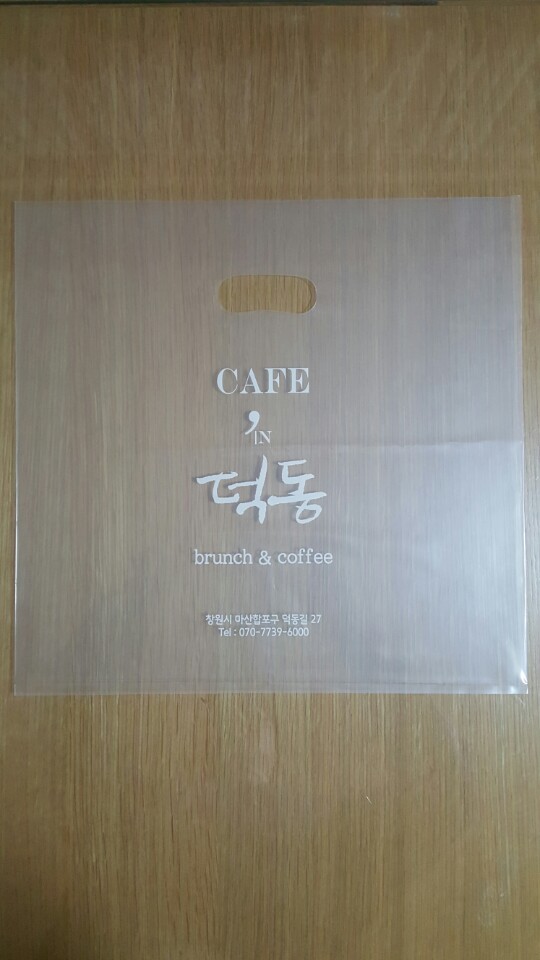 CAFE
,IN
덕동
brunch & coffee
창원시 마산합포구 덕동길 27
Tel : 070-7739-6000